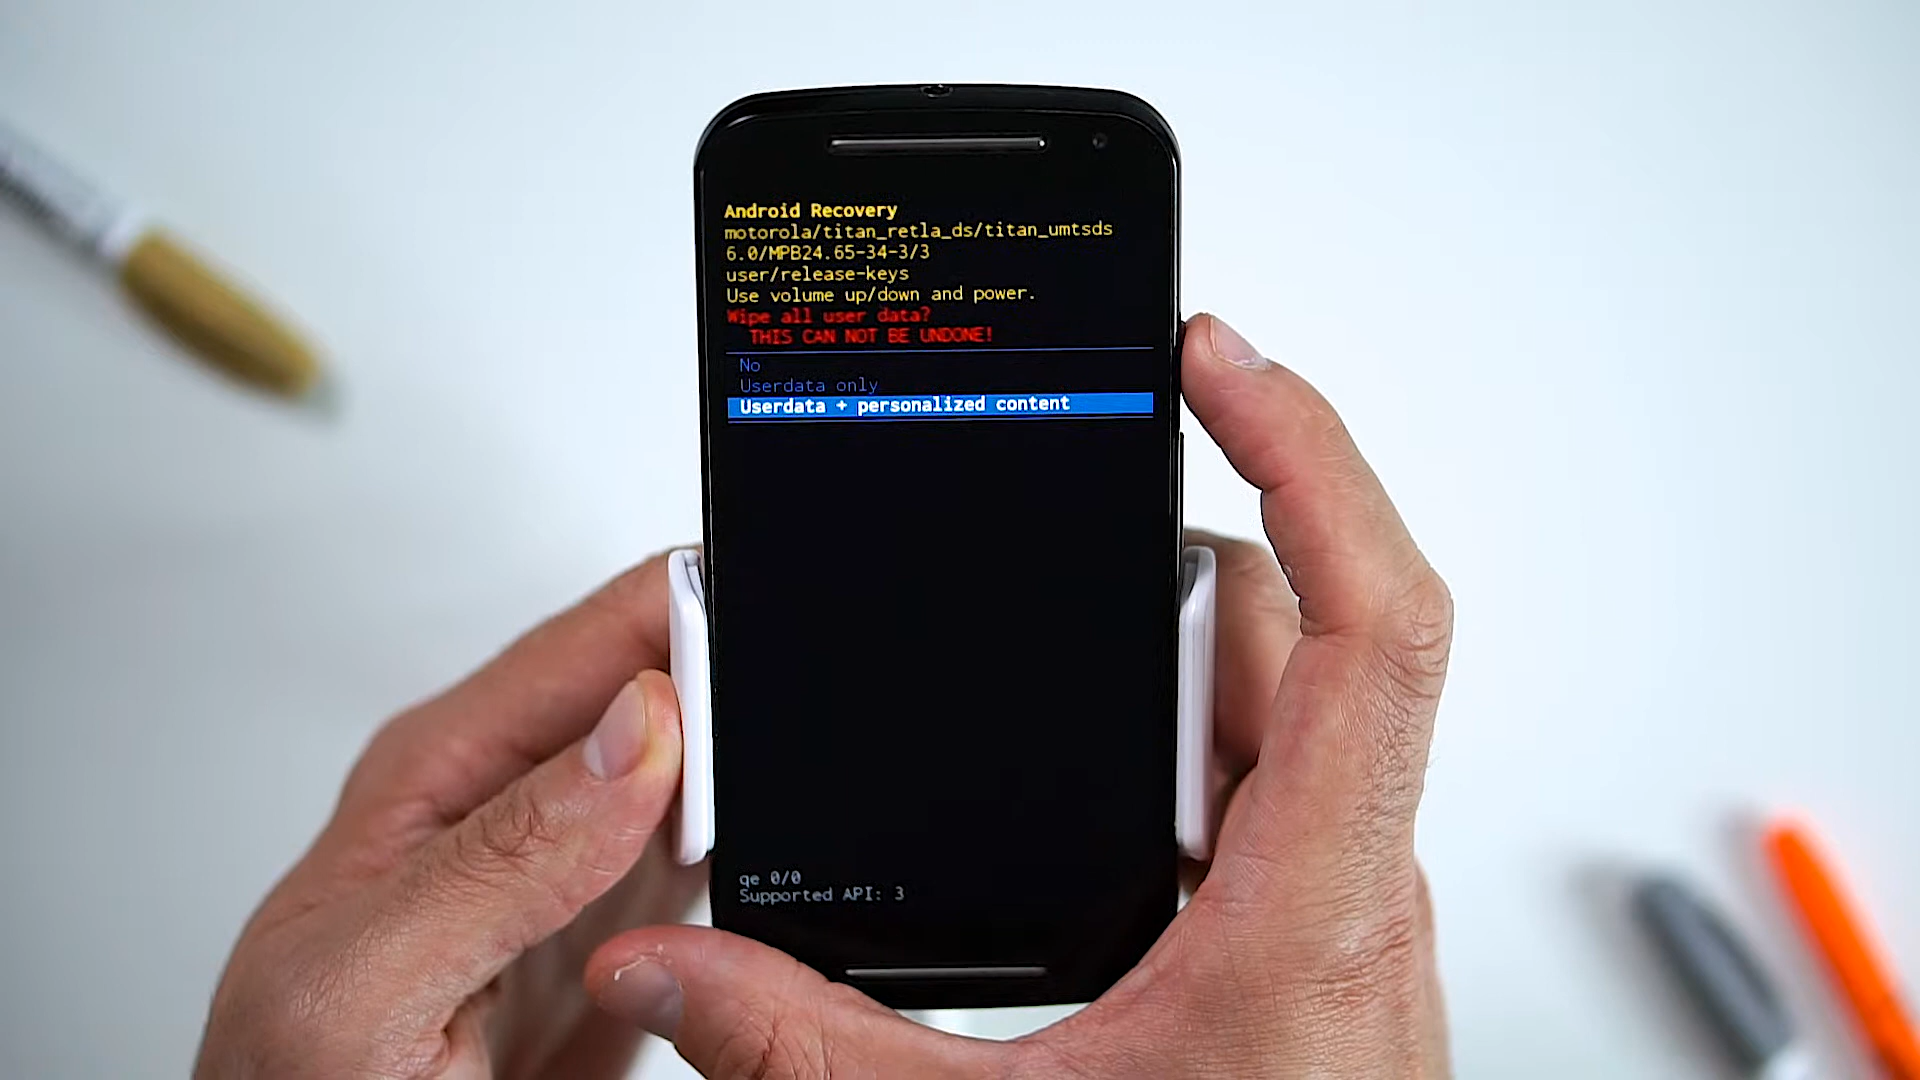 Android Recovery
motorola/titan_retla_ds/titan_umtsds
6.0/MPB24.65-34-3/3
user/release-keys
Use volume up/down and power.
Wipe all user data?
THIS CAN NOT BE UNDONE!
No
Userdata only
Userdata + personalized content
qe 0/0
Supported API: 3